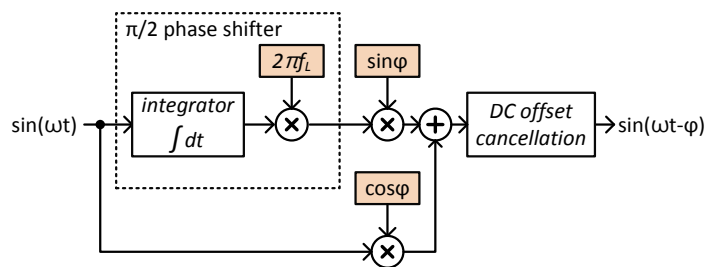 π/2 phase shifter
2πf_L
sinφ
sin(ωt)
integrator
∫ dt
×
×
+
DC offset
cancellation
sin(ωt-φ)
cosφ
×